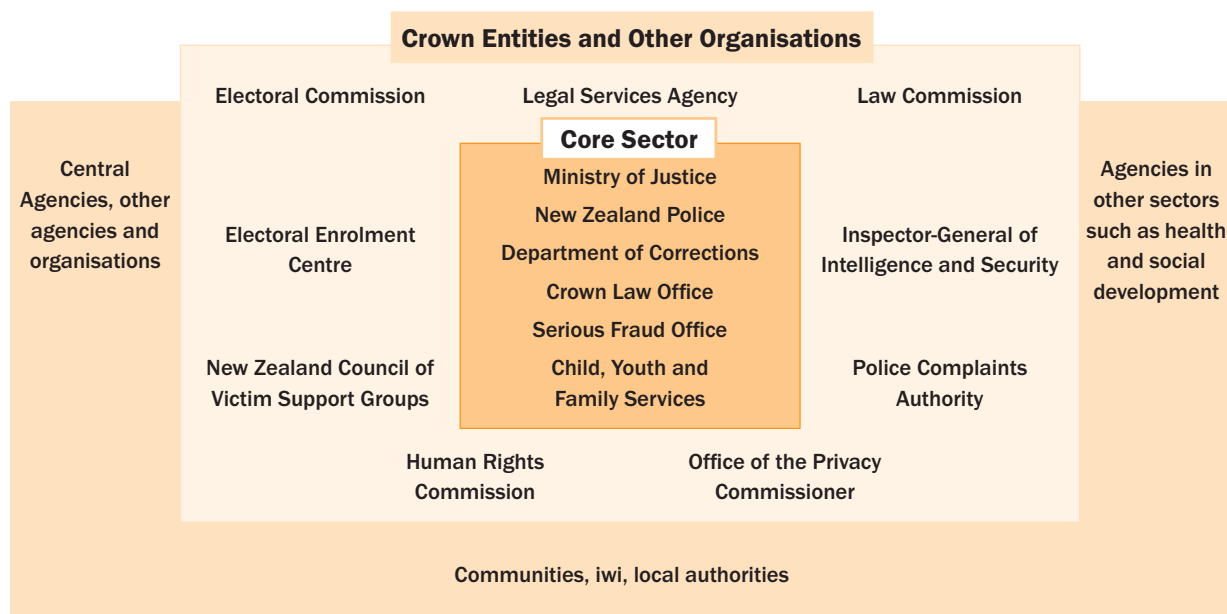 Crown Entities and Other Organisations
Electoral Commission
Legal Services Agency
Law Commission
Central
Agencies, other
agencies and
organisations
Electoral Enrolment
Centre
New Zealand Council of
Victim Support Groups
Core Sector
Ministry of Justice
New Zealand Police
Department of Corrections
Crown Law Office
Serious Fraud Office
Child, Youth and
Family Services
Inspector-General of
Intelligence and Security
Police Complaints
Authority
Agencies in
other sectors
such as health
and social
development
Human Rights
Commission
Office of the Privacy
Commissioner
Communities, iwi, local authorities